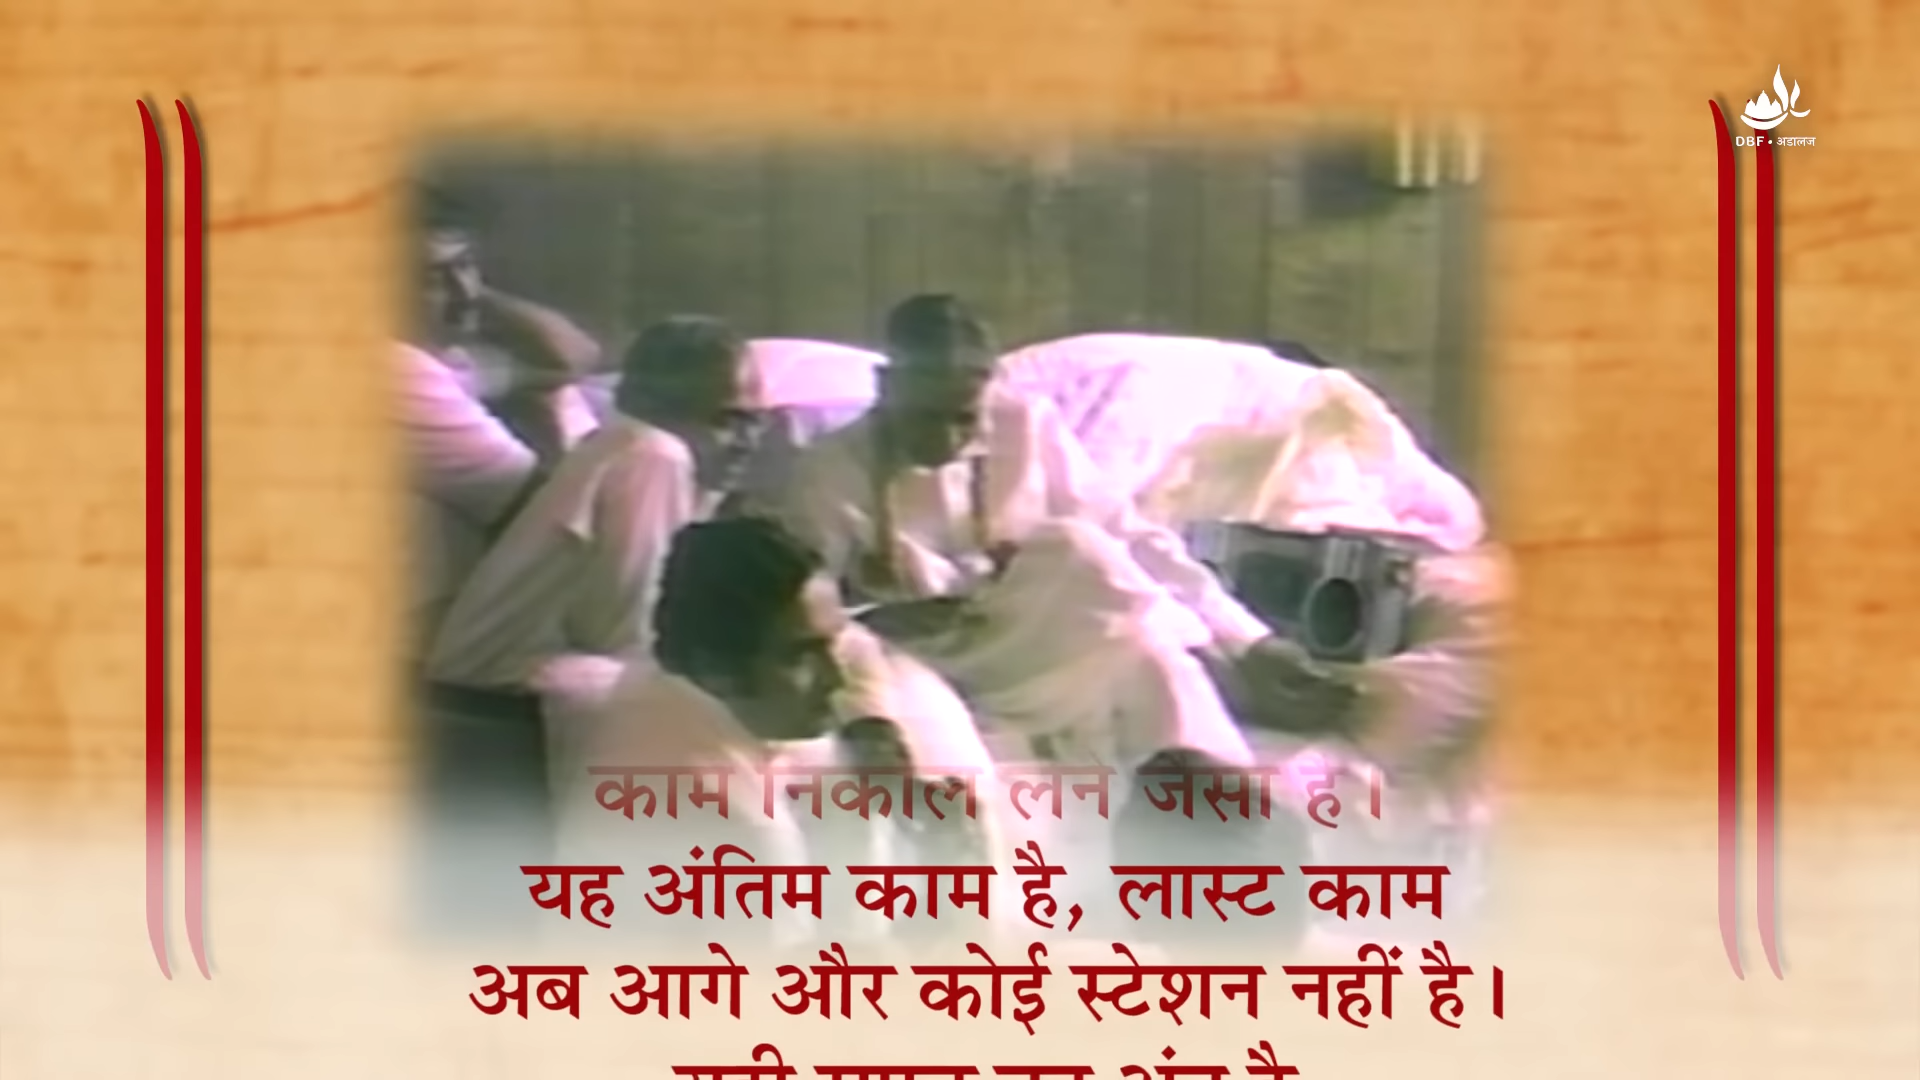 DBF • अडालज
काम निकाल लेने जैसा है।
यह अंतिम काम है, लास्ट काम
अब आगे और कोई स्टेशन नहीं है।